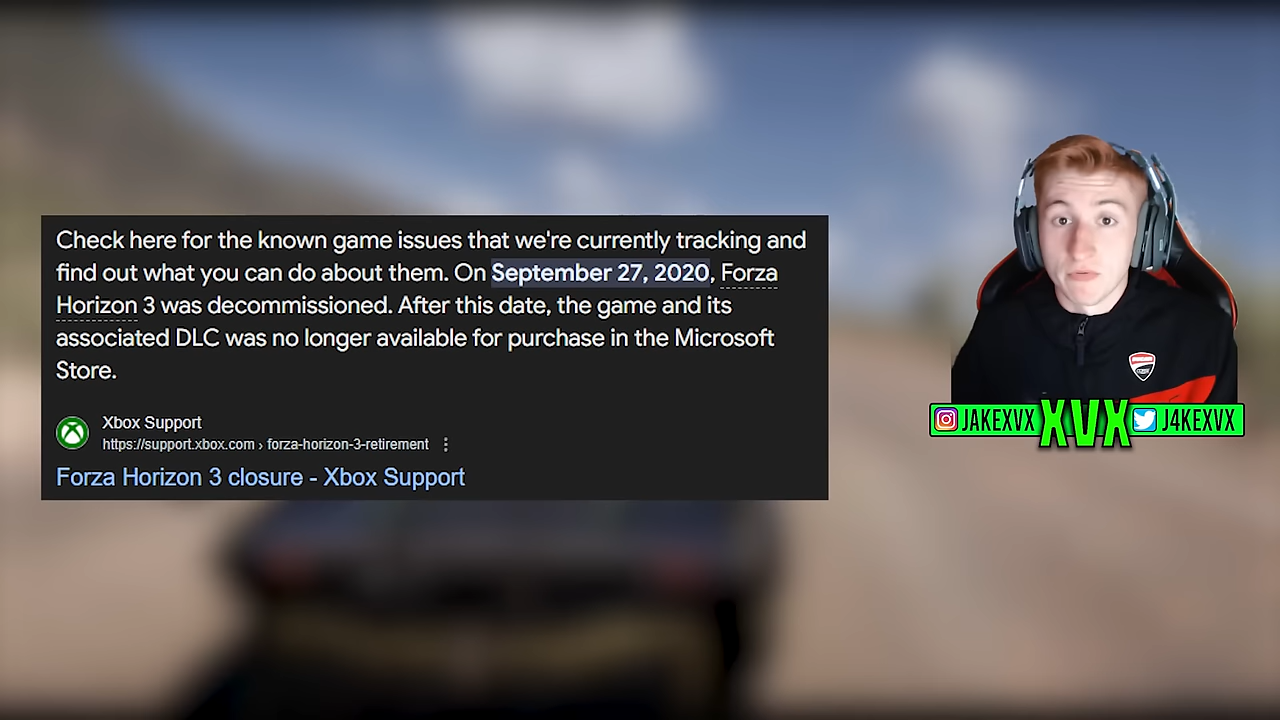 Check here for the known game issues that we're currently tracking and
find out what you can do about them. On September 27, 2020, Forza
Horizon 3 was decommissioned. After this date, the game and its
associated DLC was no longer available for purchase in the Microsoft
Store.
Xbox Support
https://support.xbox.com › forza-horizon-3-retirement
Forza Horizon 3 closure - Xbox Support
JAKEXVX XVX J4KEXVX